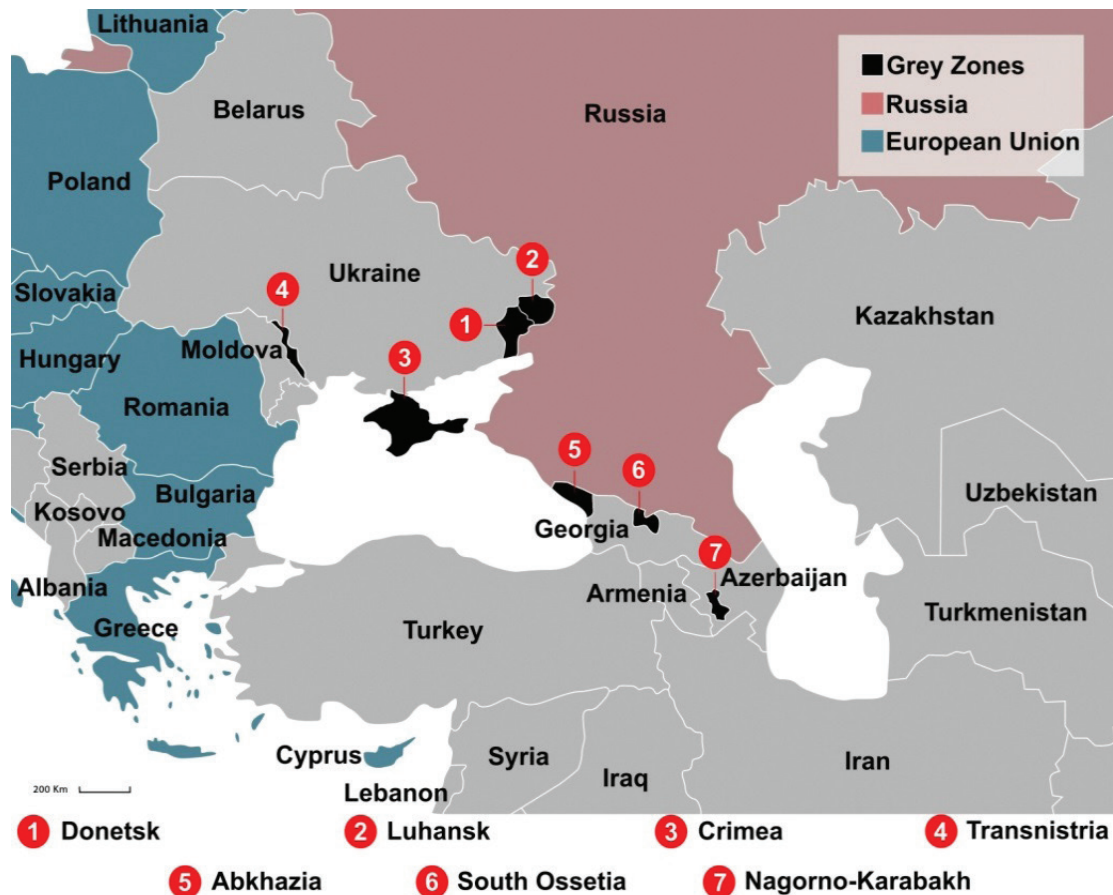 Lithuania
Grey Zones
Russia
European Union
Belarus
Russia
Poland
2
Ukraine
Slovakia
4
Kazakhstan
1
Hungary
Moldova
3
Romania
Serbia
5
6
Uzbekistan
Bulgaria
Kosovo
Georgia
Macedonia
7
Albania
Armenia
Azerbaijan
Turkmenistan
Greece
Turkey
Cyprus
Syria
Iran
Iraq
200 Km
Lebanon
1 Donetsk
2 Luhansk
3 Crimea
4 Transnistria
5 Abkhazia
6 South Ossetia
7 Nagorno-Karabakh